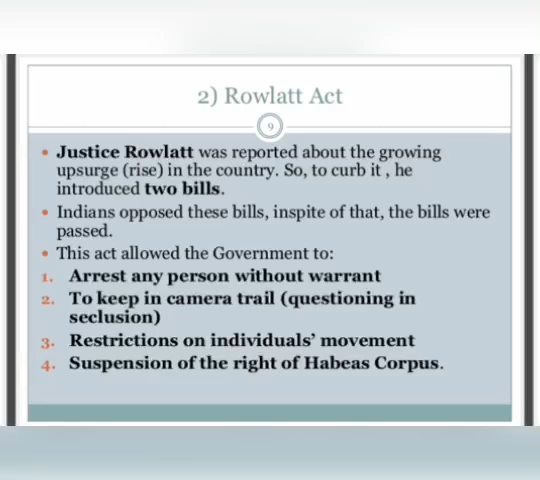 2) Rowlatt Act
9
• Justice Rowlatt was reported about the growing
upsurge (rise) in the country. So, to curb it , he
introduced two bills.
• Indians opposed these bills, inspite of that, the bills were
passed.
• This act allowed the Government to:
1. Arrest any person without warrant
2. To keep in camera trail (questioning in
seclusion)
3. Restrictions on individuals’ movement
4. Suspension of the right of Habeas Corpus.